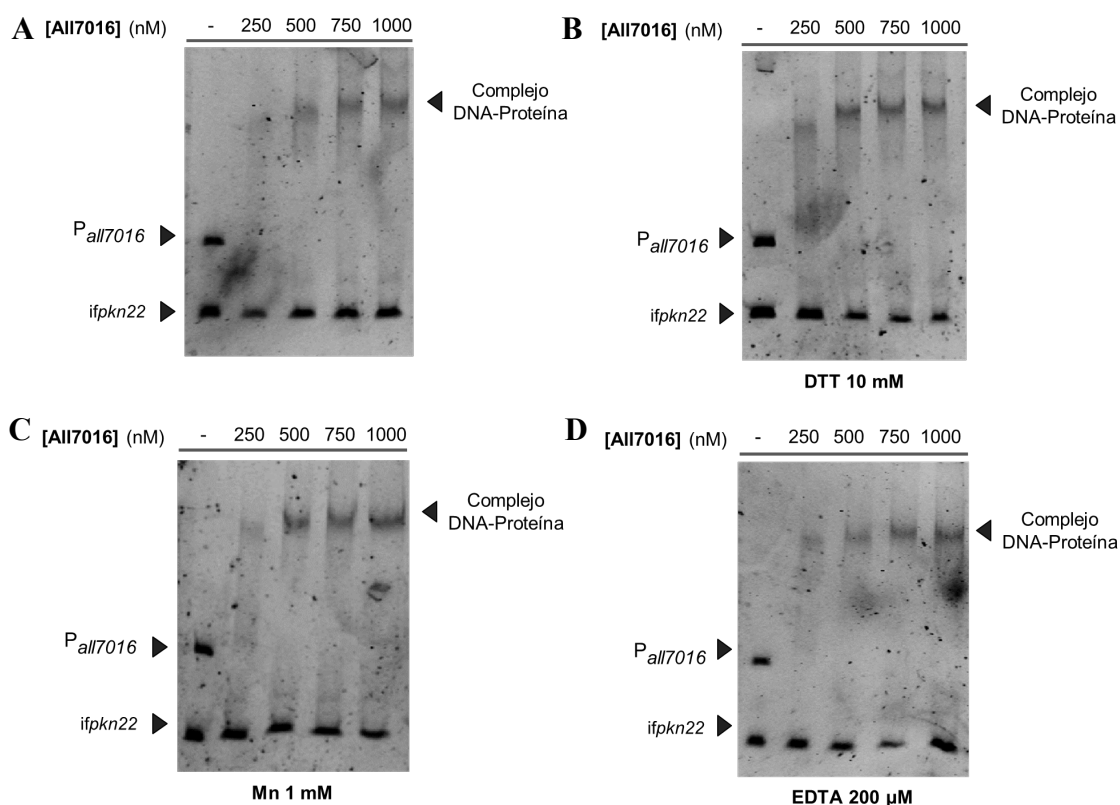 A [All7016] (nM) - 250 500 750 1000
Complejo
DNA-Proteína
Pall7016
ifpkn22
B [All7016] (nM) - 250 500 750 1000
Complejo
DNA-Proteína
Pall7016
ifpkn22
DTT 10 mM
C [All7016] (nM) - 250 500 750 1000
Complejo
DNA-Proteína
Pall7016
ifpkn22
Mn 1 mM
D [All7016] (nM) - 250 500 750 1000
Complejo
DNA-Proteína
Pall7016
ifpkn22
EDTA 200 µM